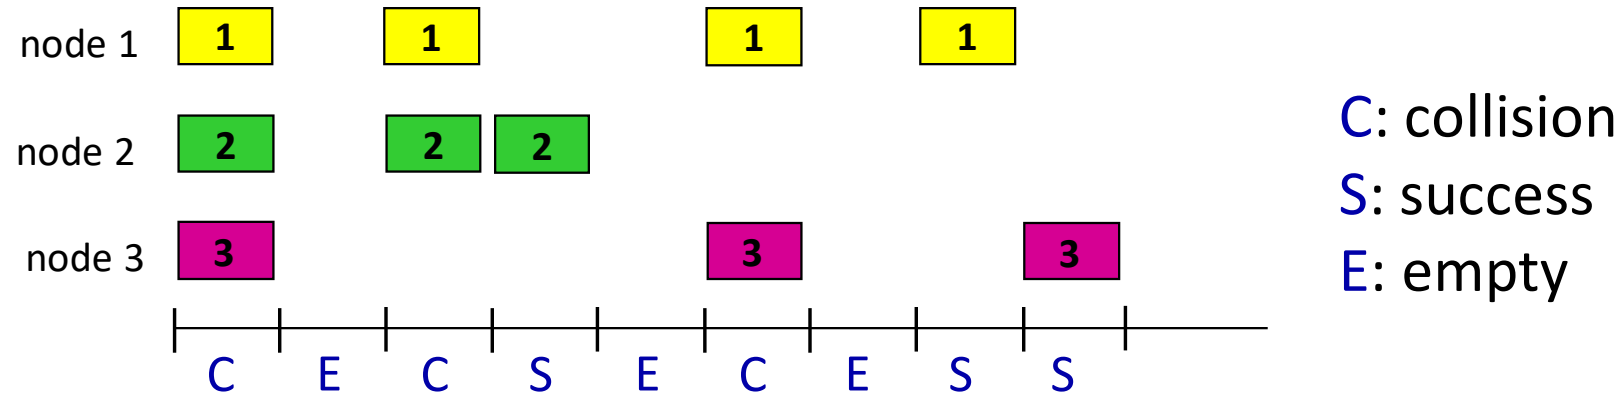 node 1 1 1 1 1
node 2 2 2 2
node 3 3 3 3
C E C S E C E S S
C: collision
S: success
E: empty